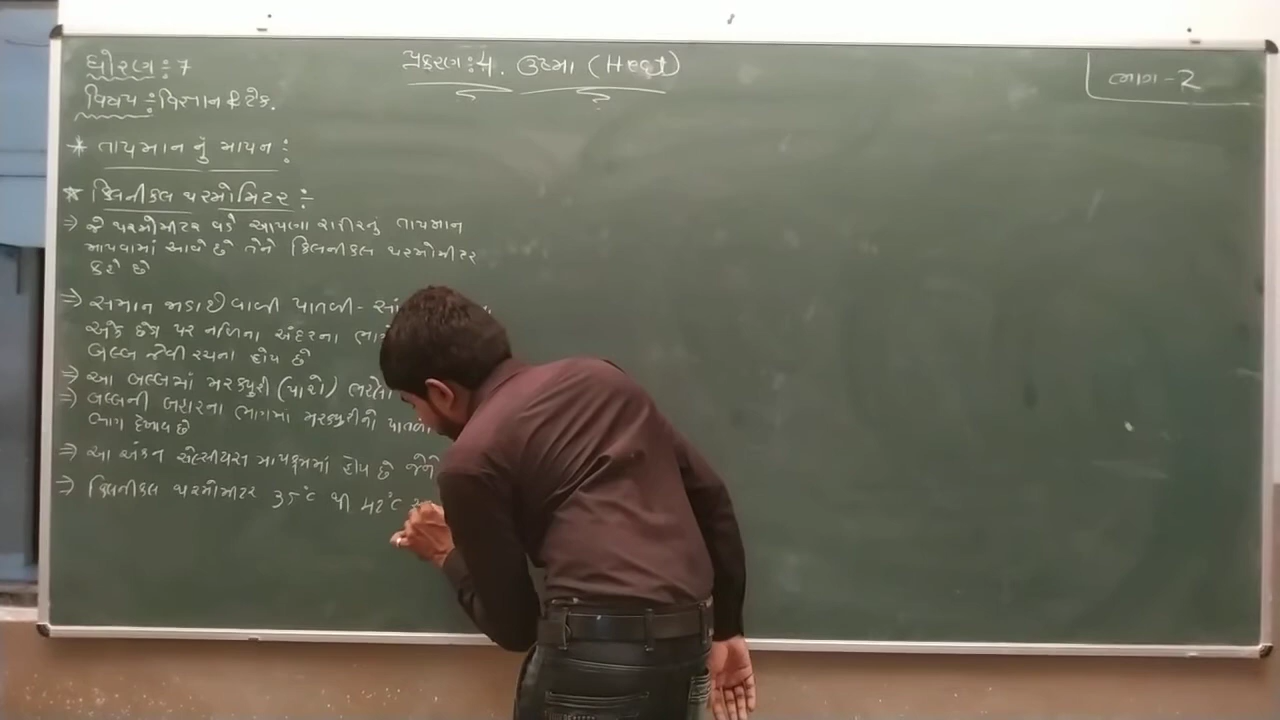 ધોરણ :- 7
પ્રકરણ : 4. ઉષ્મા (Heat)
ભાગ - 2
વિષય :- વિજ્ઞાન & ટેક.
* તાપમાન નું માપન :
* ક્લિનીકલ થરમોમિટર :-
⇒ જે થરમોમીટર વડે આપણા શરીરનું તાપમાન
માપવામાં આવે છે તેને ક્લિનીકલ થરમોમીટર
કહે છે
⇒ સમાન જાડાઈ વાળી પાતળી -
એક છેડા પર નળિના અંદરના
બલ્બ જેવી રચના હોય છે
⇒ આ બલ્બમાં મરક્યુરી (પારો)
⇒ બલ્બની બહારના ભાગમાં મરક્યુરીની પાતળી
ભાગ દેખાય છે
⇒ આ અંકન સેલ્સીયસ માપક્રમમાં હોય છે જેને
⇒ ક્લિનીકલ થરમોમીટર 35°C થી 42°C